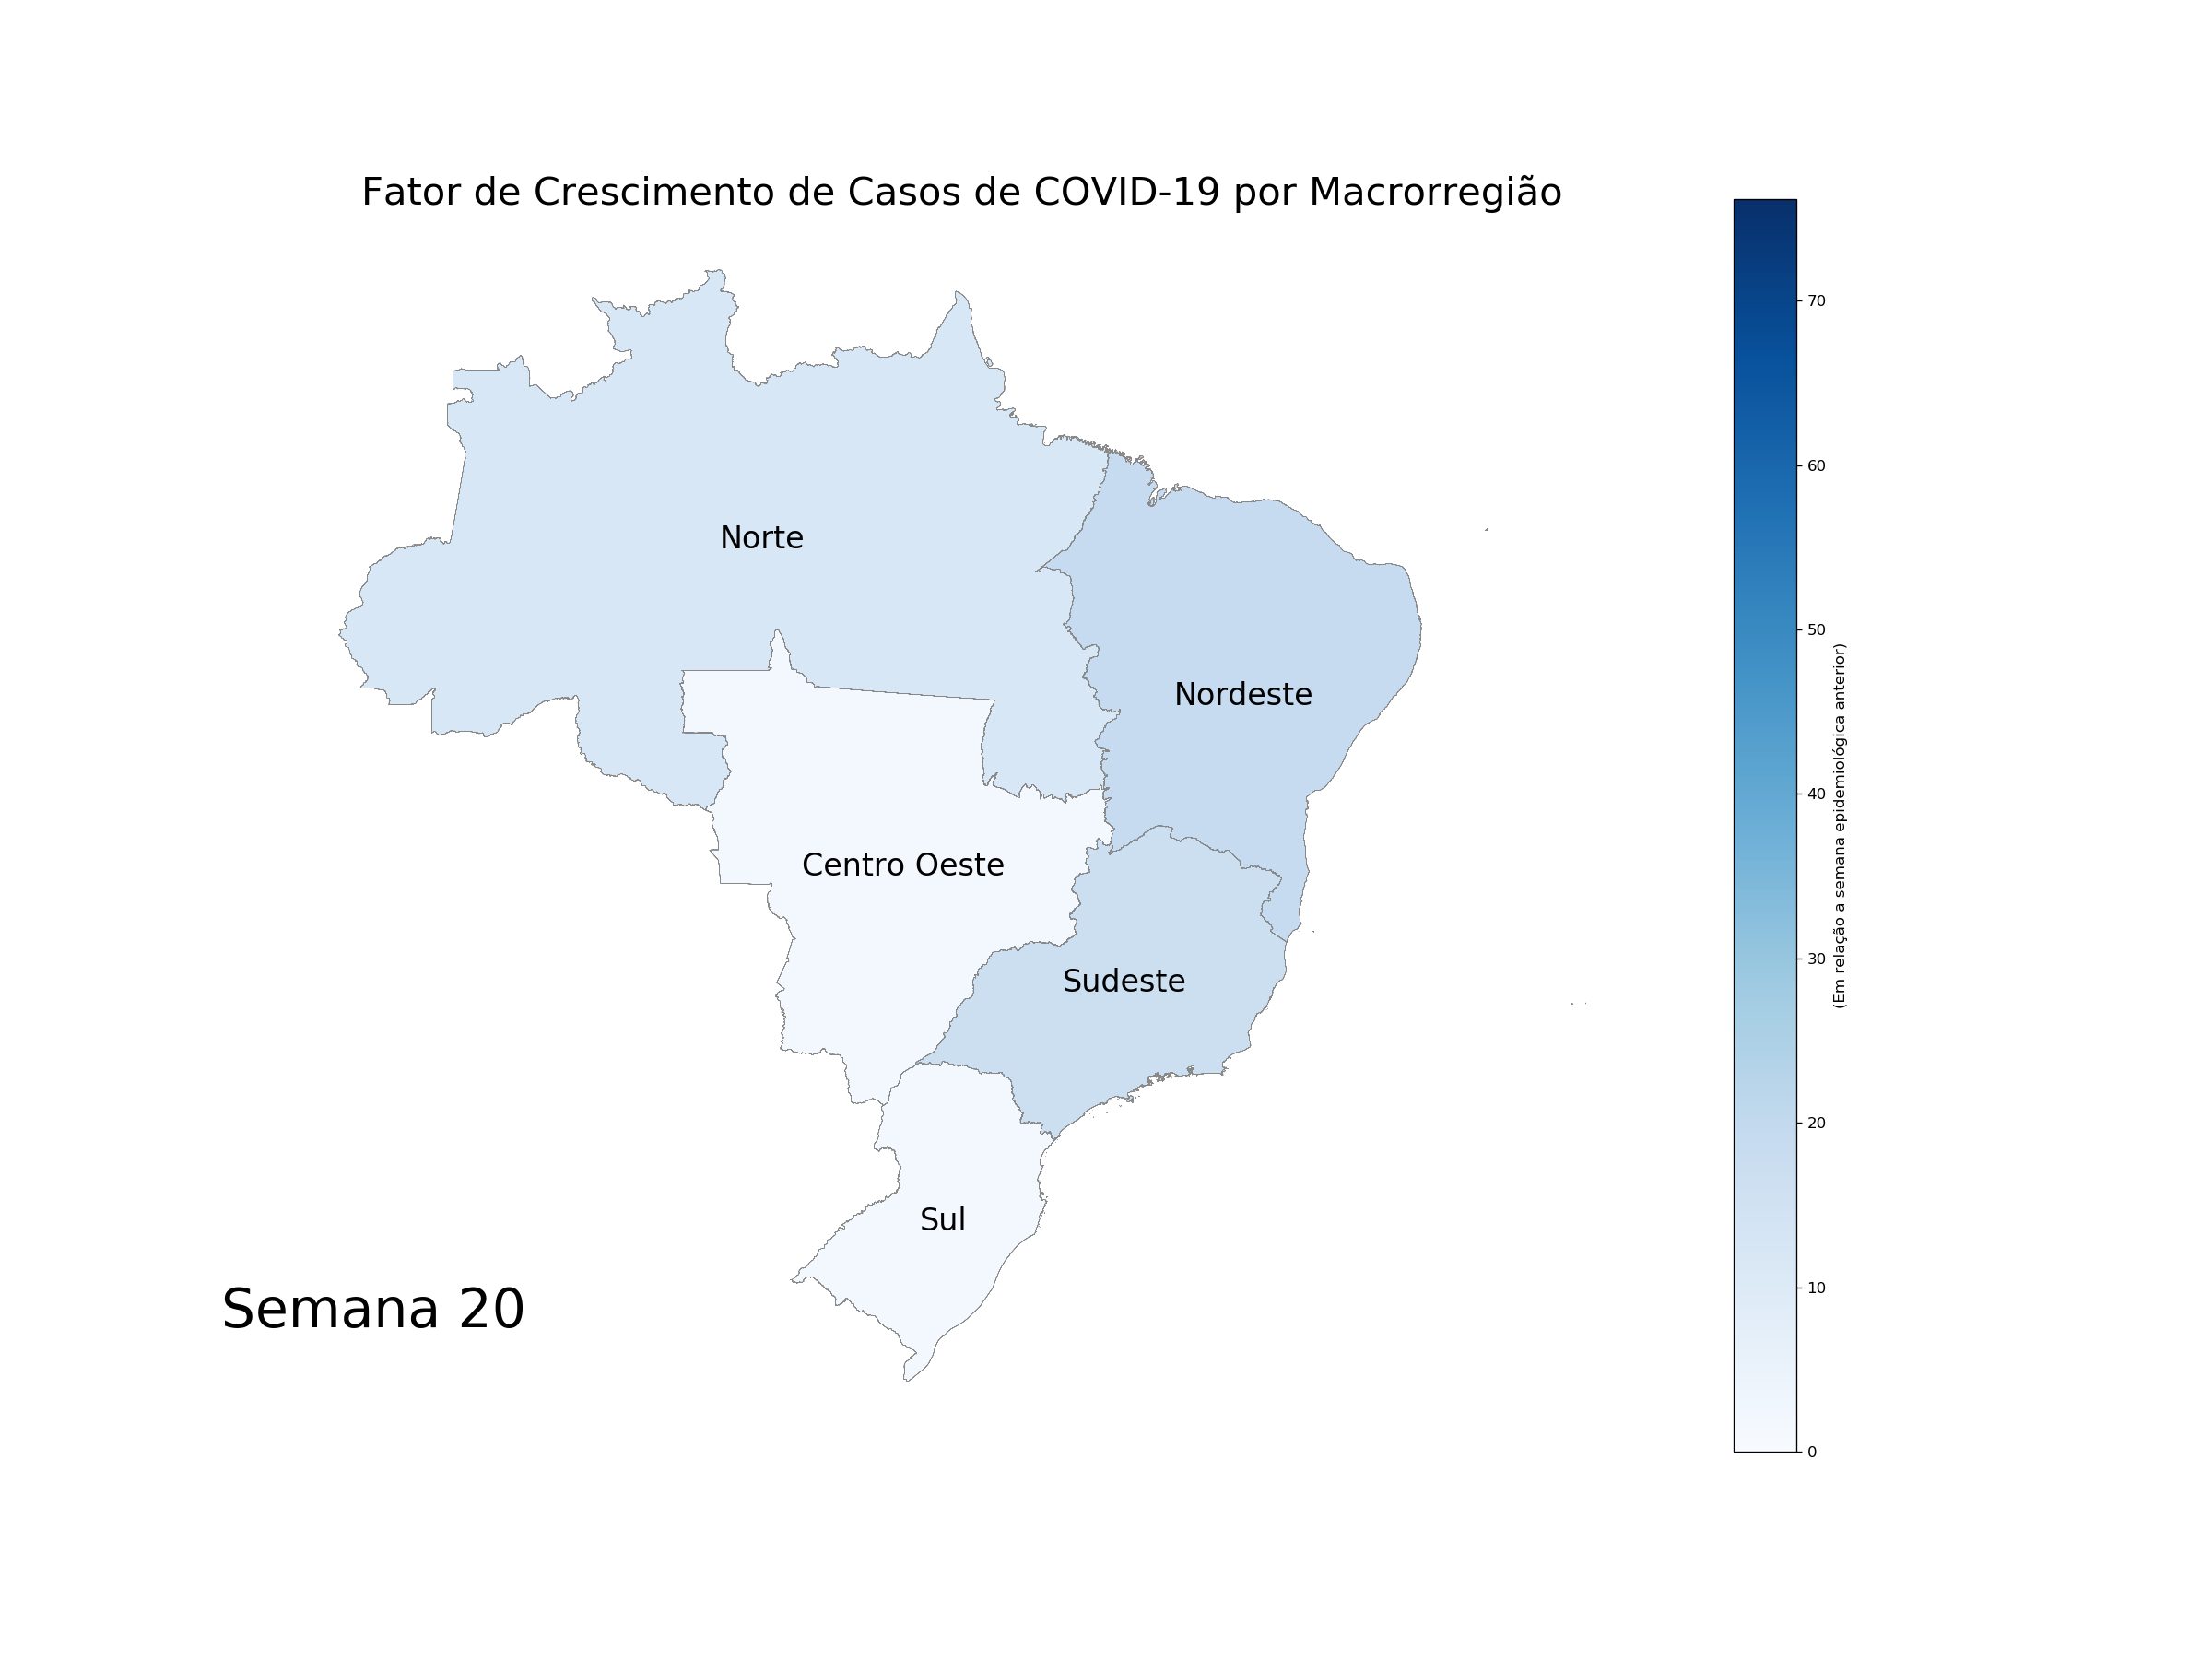 Fator de Crescimento de Casos de COVID-19 por Macrorregião
Norte
Nordeste
Centro Oeste
Sudeste
Sul
Semana 20
70
60
50
40
30
20
10
0
(Em relação a semana epidemiológica anterior)